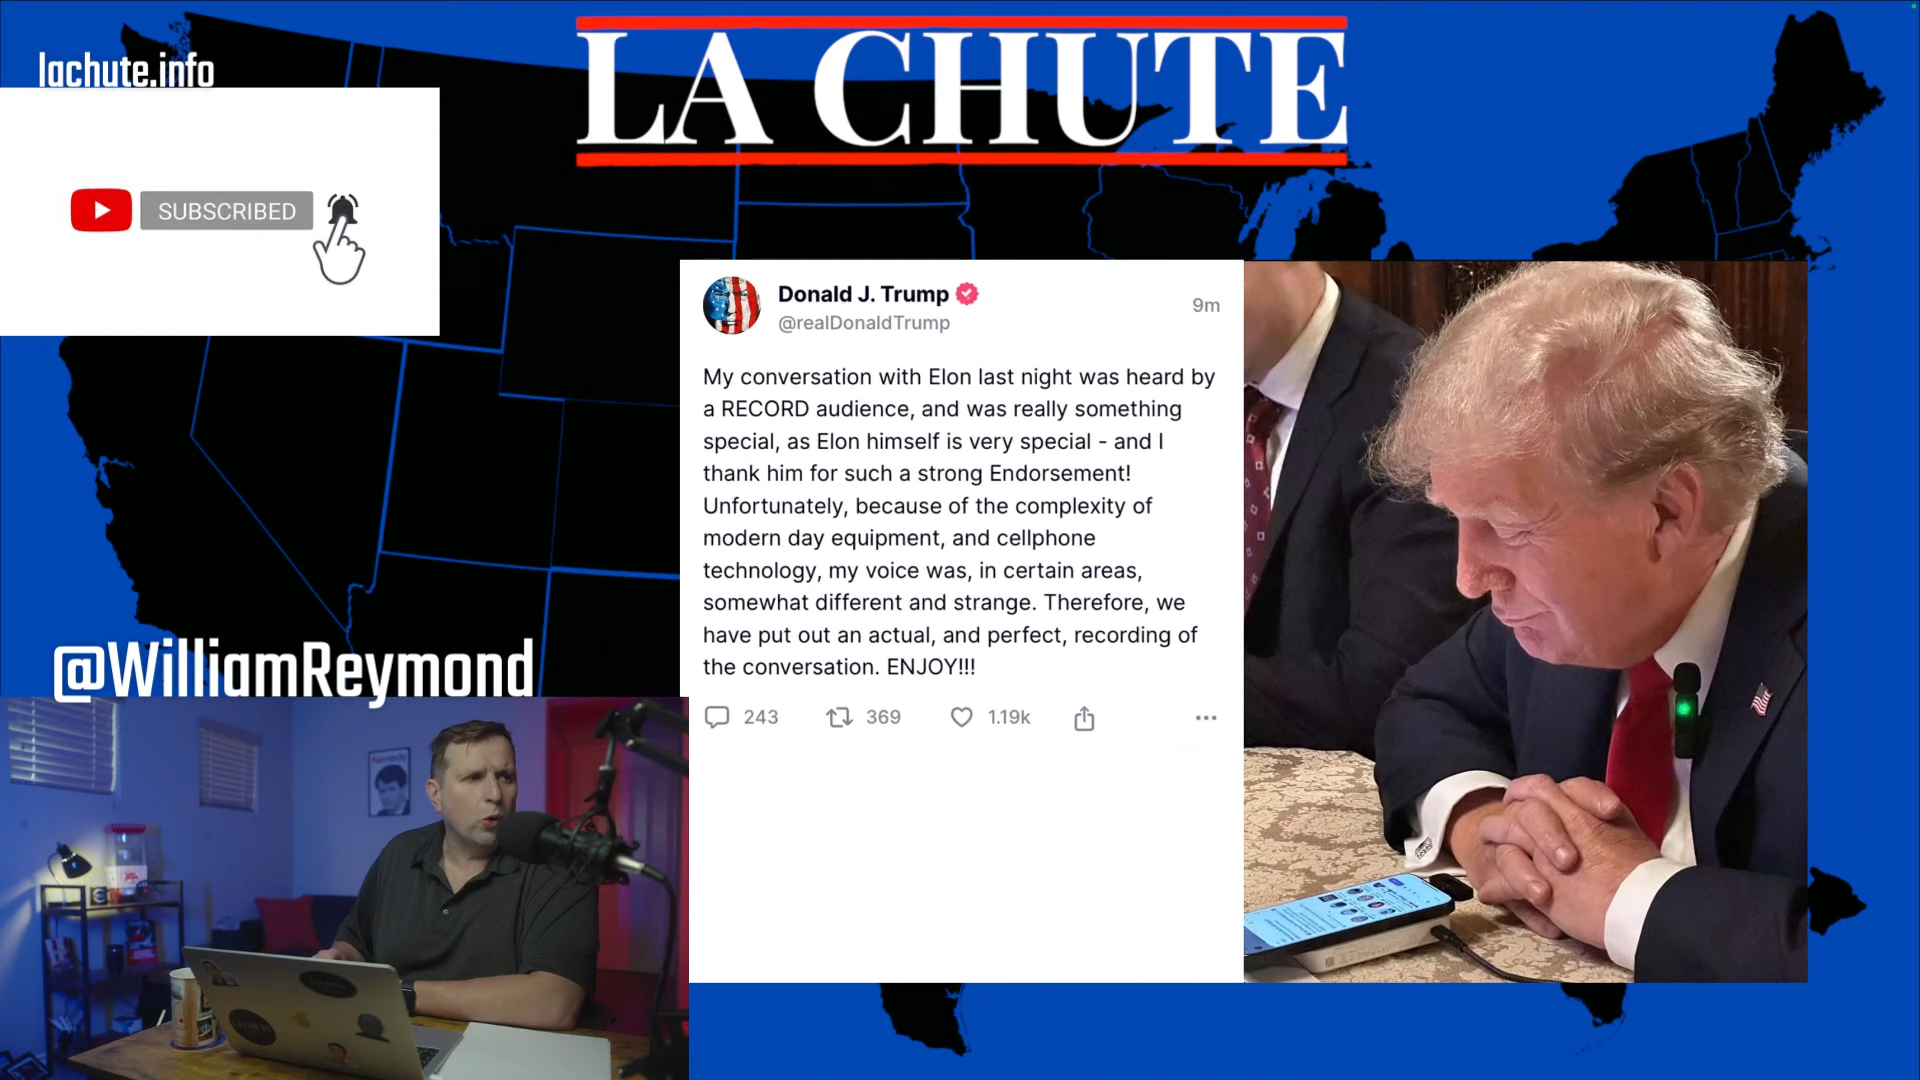 LA CHUTE
lachute.info
SUBSCRIBED
Donald J. Trump
@realDonaldTrump
9m
My conversation with Elon last night was heard by
a RECORD audience, and was really something
special, as Elon himself is very special - and I
thank him for such a strong Endorsement!
Unfortunately, because of the complexity of
modern day equipment, and cellphone
technology, my voice was, in certain areas,
somewhat different and strange. Therefore, we
have put out an actual, and perfect, recording of
the conversation. ENJOY!!!
243
369
1.19k
@WilliamReymond
Kennedy